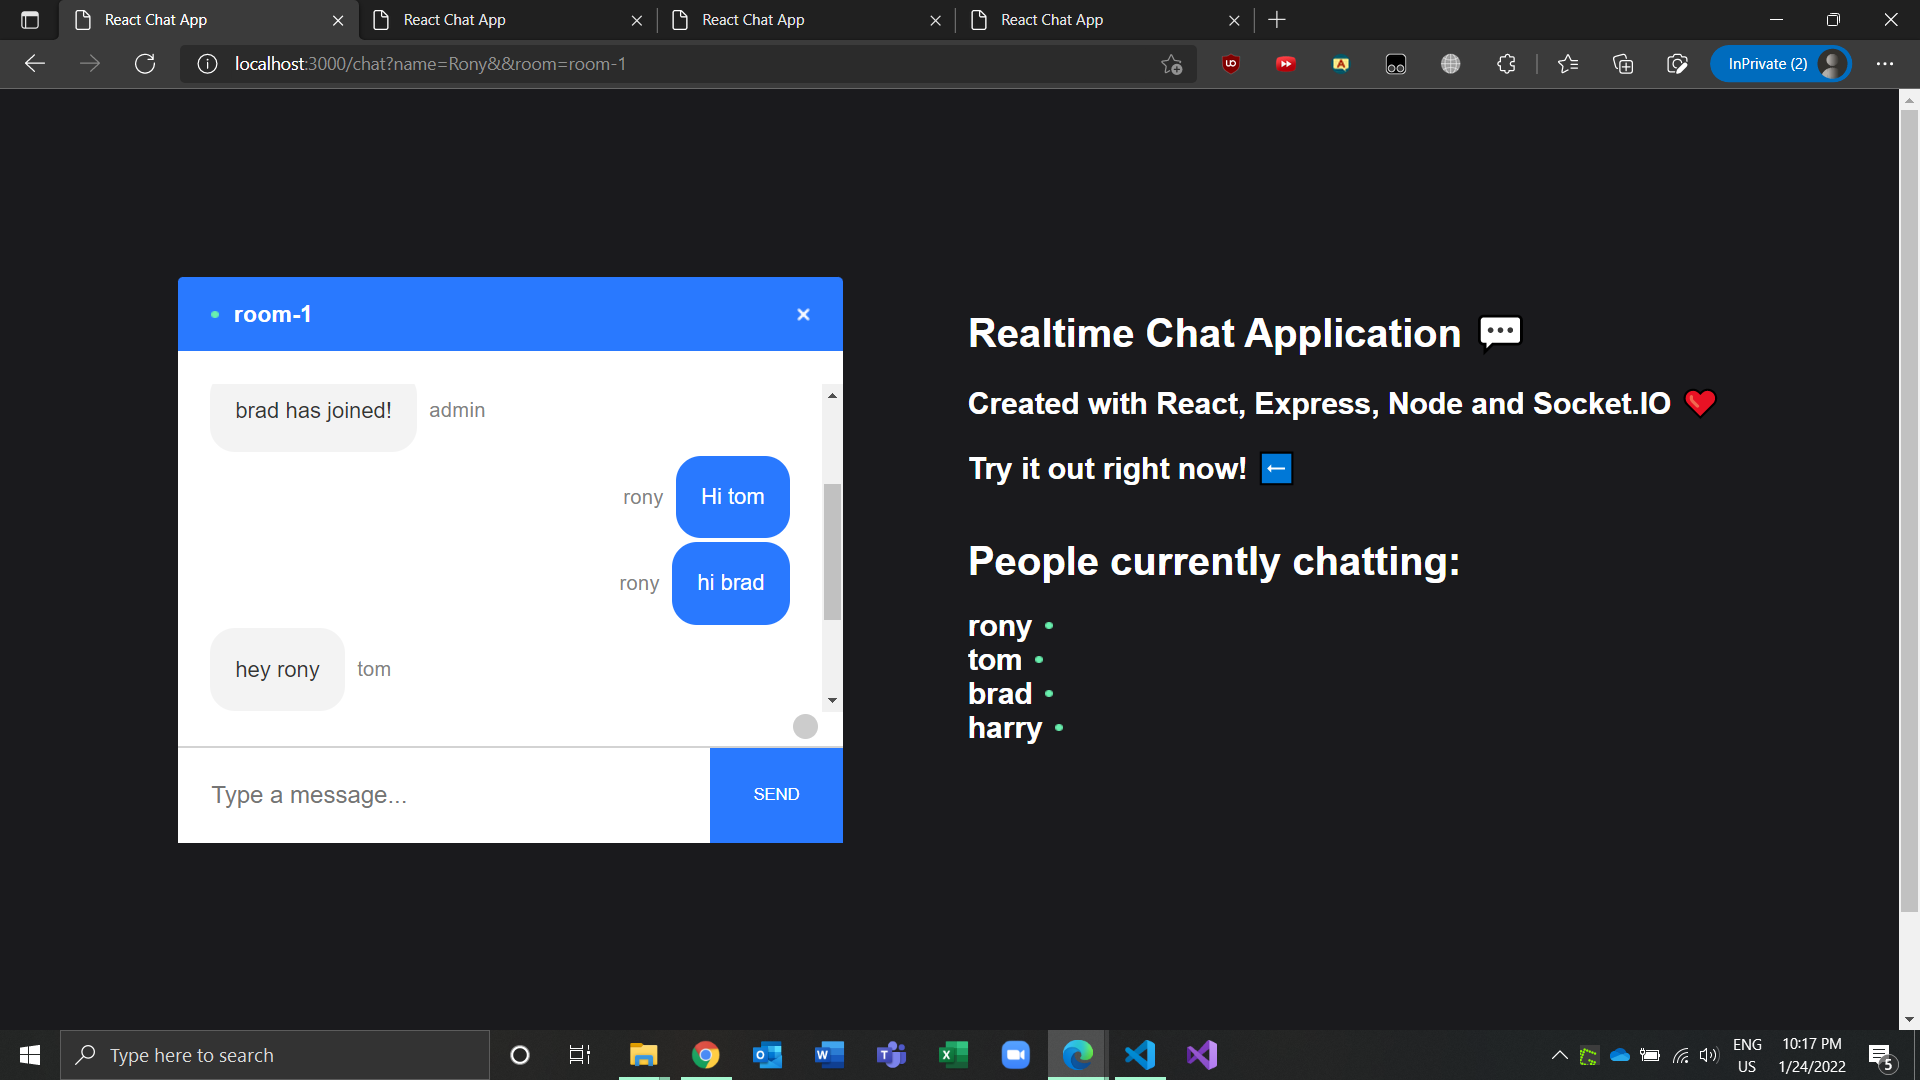 React Chat App
React Chat App
React Chat App
React Chat App
localhost:3000/chat?name=Rony&&room=room-1
InPrivate (2)
room-1
brad has joined!
admin
rony
Hi tom
rony
hi brad
hey rony
tom
Type a message...
SEND
Realtime Chat Application
Created with React, Express, Node and Socket.IO
Try it out right now!
People currently chatting:
rony
tom
brad
harry
Type here to search
ENG
US
10:17 PM
1/24/2022
5